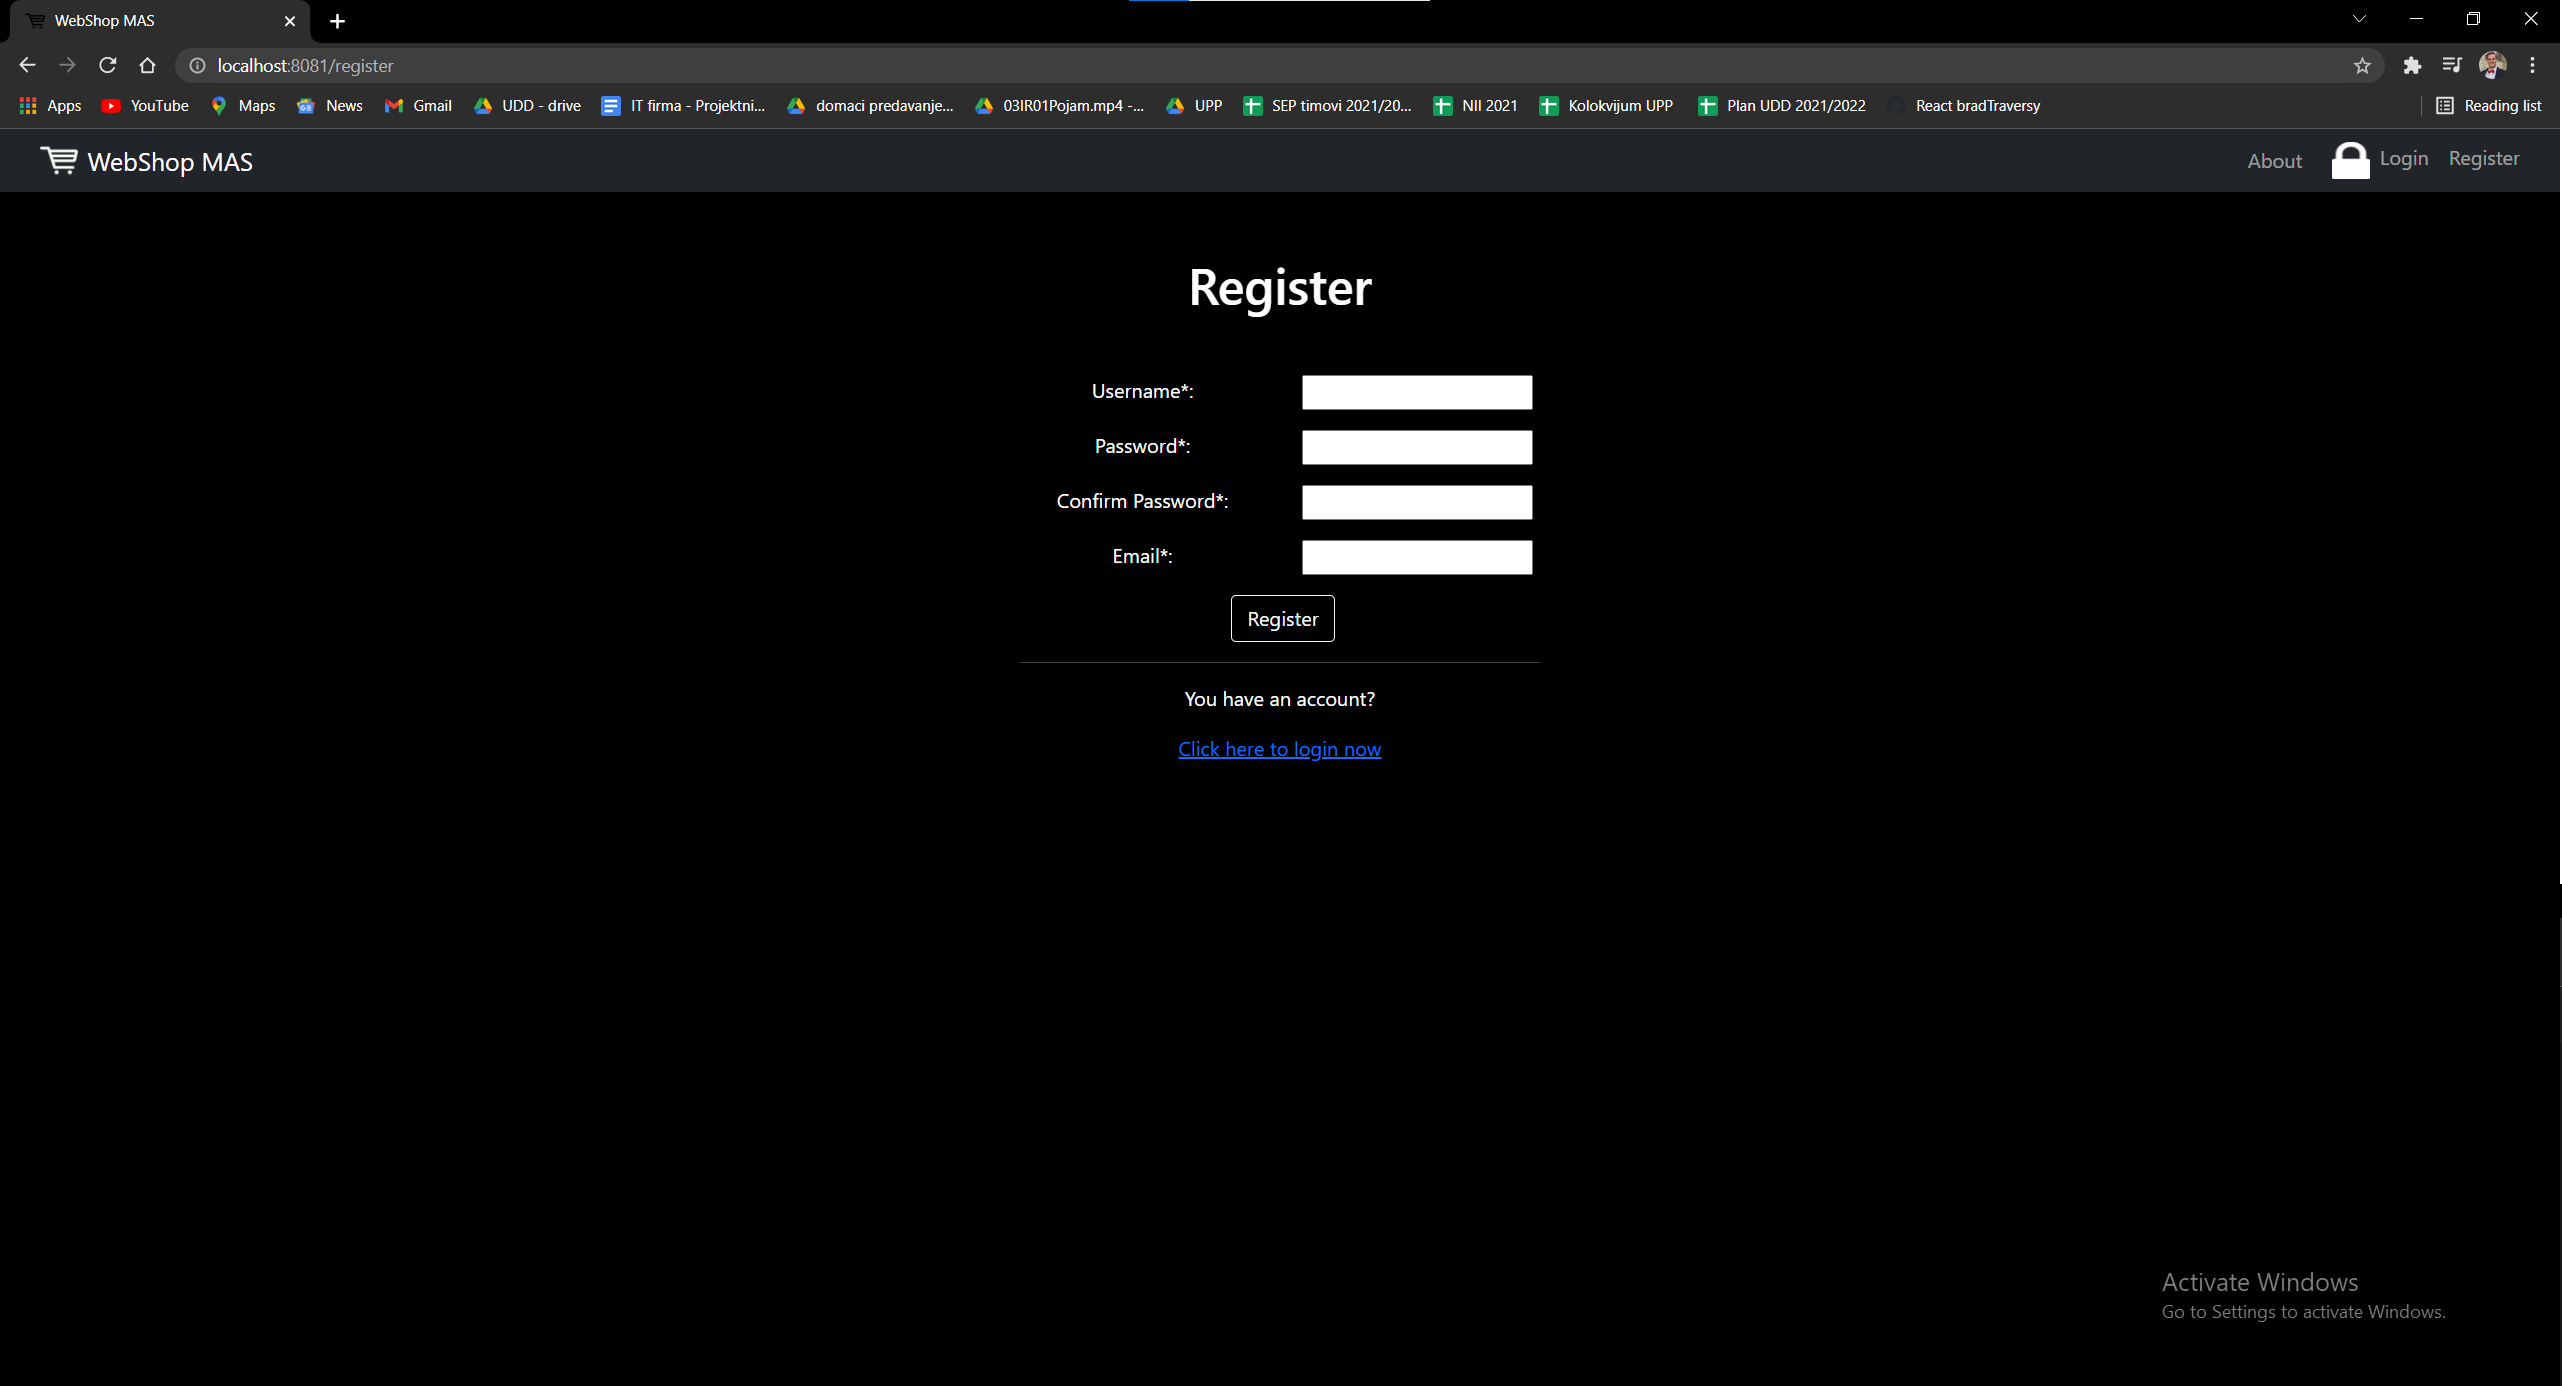 WebShop MAS
localhost:8081/register
Apps YouTube Maps News Gmail UDD - drive IT firma - Projektni... domaci predavanje... 03IR01Pojam.mp4 -... UPP SEP timovi 2021/20... NII 2021 Kolokvijum UPP Plan UDD 2021/2022 React bradTraversy Reading list
WebShop MAS About Login Register
Register
Username*:
Password*:
Confirm Password*:
Email*:
Register
You have an account?
Click here to login now
Activate Windows
Go to Settings to activate Windows.